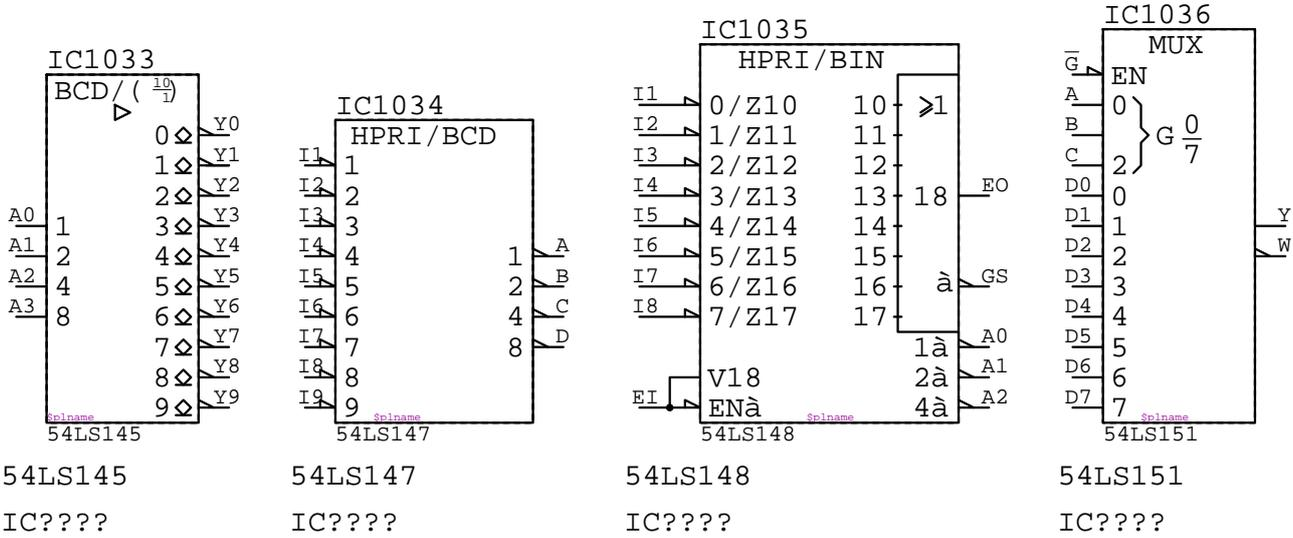 IC1033
BCD/( 10/1)
A0
A1
A2
A3
1
2
4
8
0
1
2
3
4
5
6
7
8
9
Y0
Y1
Y2
Y3
Y4
Y5
Y6
Y7
Y8
Y9
$plname
54LS145
54LS145
IC????
IC1034
HPRI/BCD
I1
I2
I3
I4
I5
I6
I7
I8
I9
1
2
3
4
5
6
7
8
9
1
2
4
8
A
B
C
D
$plname
54LS147
54LS147
IC????
IC1035
HPRI/BIN
I1
I2
I3
I4
I5
I6
I7
I8
EI
0/Z10
1/Z11
2/Z12
3/Z13
4/Z14
5/Z15
6/Z16
7/Z17
V18
ENà
10
11
12
13
14
15
16
17
≥1
18
à
1à
2à
4à
EO
GS
A0
A1
A2
$plname
54LS148
54LS148
IC????
IC1036
MUX
G̅
A
B
C
D0
D1
D2
D3
D4
D5
D6
D7
EN
0
2
G 0/7
0
1
2
3
4
5
6
7
Y
W
$plname
54LS151
54LS151
IC????